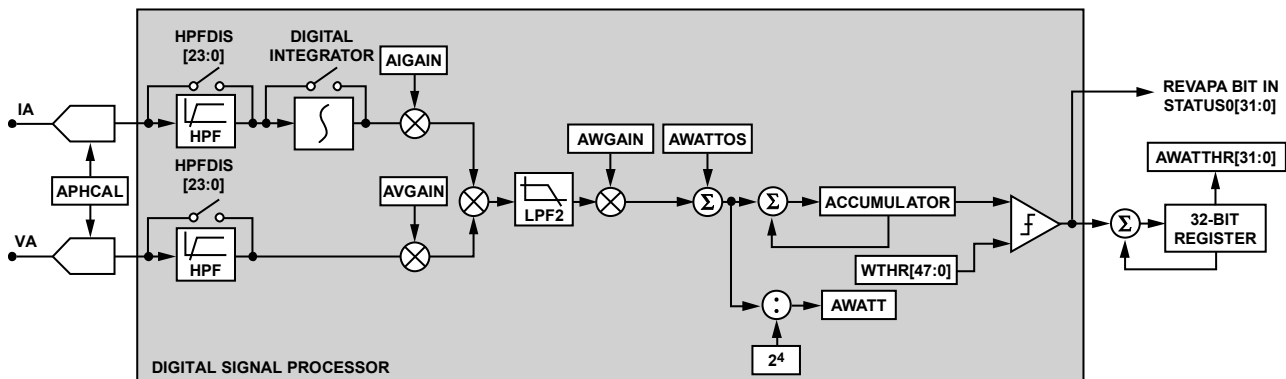 HPFDIS
[23:0]
DIGITAL
INTEGRATOR
AIGAIN
IA
HPF
REVAPA BIT IN
STATUS0[31:0]
APHCAL
HPFDIS
[23:0]
AVGAIN
LPF2
AWGAIN
AWATTOS
Σ
Σ
ACCUMULATOR
AWATTHR[31:0]
Σ
32-BIT
REGISTER
VA
HPF
WTHR[47:0]
:
AWATT
2⁴
DIGITAL SIGNAL PROCESSOR